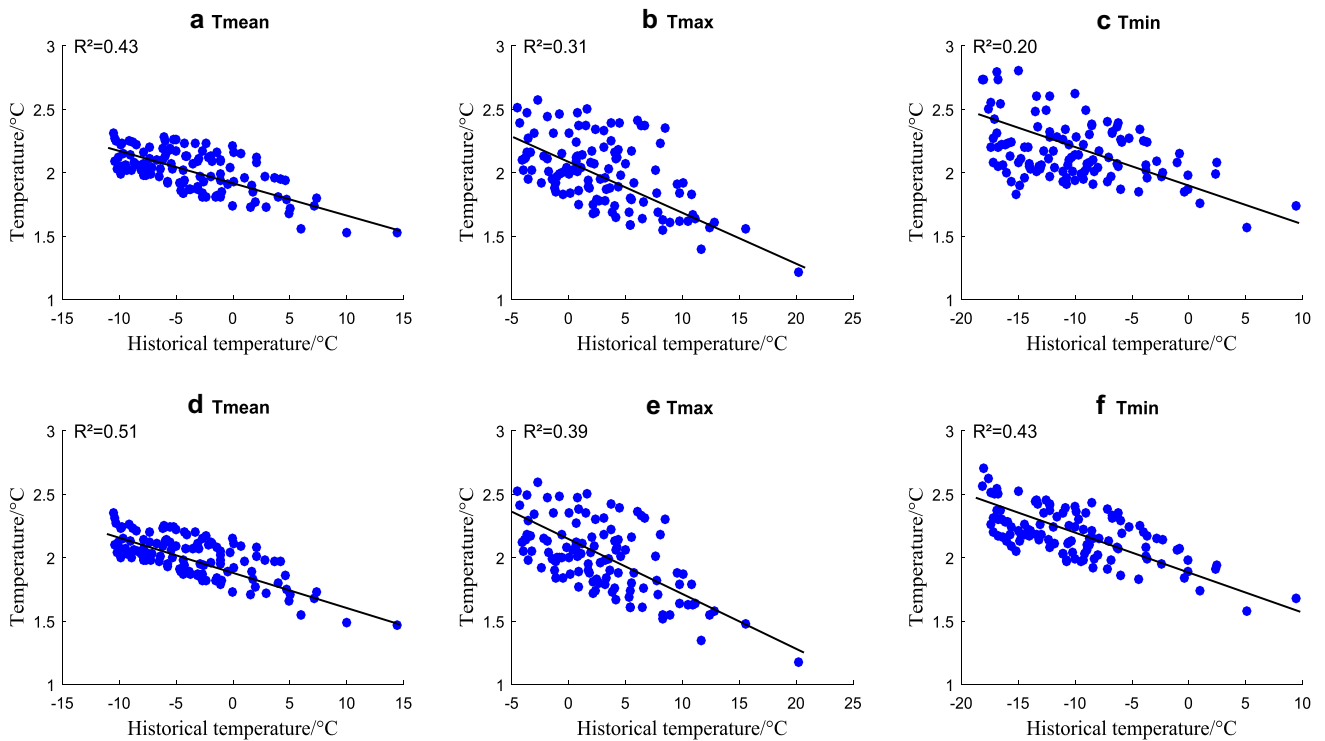 a Tmean
R²=0.43
3
2.5
2
1.5
1
Temperature/°C
-15 -10 -5 0 5 10 15
Historical temperature/°C
b Tmax
R²=0.31
3
2.5
2
1.5
1
Temperature/°C
-5 0 5 10 15 20 25
Historical temperature/°C
c Tmin
R²=0.20
3
2.5
2
1.5
1
Temperature/°C
-20 -15 -10 -5 0 5 10
Historical temperature/°C
d Tmean
R²=0.51
3
2.5
2
1.5
1
Temperature/°C
-15 -10 -5 0 5 10 15
Historical temperature/°C
e Tmax
R²=0.39
3
2.5
2
1.5
1
Temperature/°C
-5 0 5 10 15 20 25
Historical temperature/°C
f Tmin
R²=0.43
3
2.5
2
1.5
1
Temperature/°C
-20 -15 -10 -5 0 5 10
Historical temperature/°C